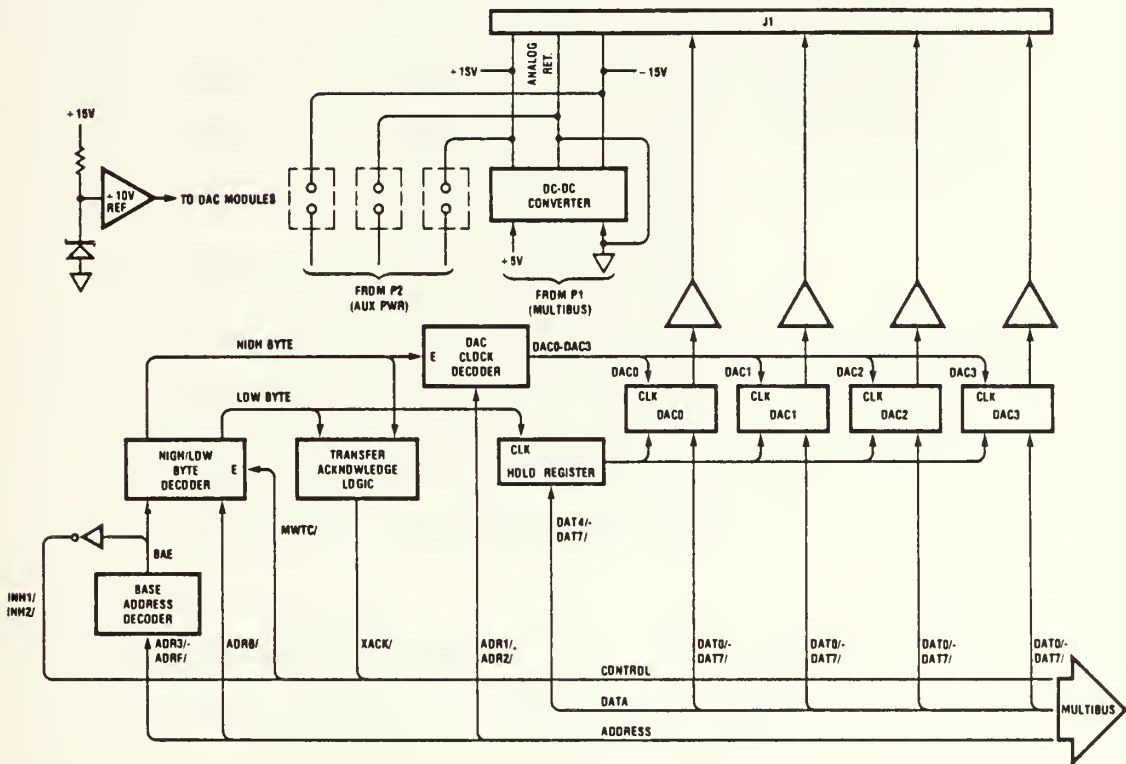 J1
+15V
ANALOG
RET.
-15V
+15V
+10V
REF
TO DAC MODULES
DC-DC
CONVERTER
+5V
FROM P2
(AUX PWR)
FROM P1
(MULTIBUS)
HIGH BYTE
E
DAC
CLOCK
DECODER
DAC0-DAC3
DAC0
DAC1
DAC2
DAC3
CLK
DAC0
CLK
DAC1
CLK
DAC2
CLK
DAC3
LOW BYTE
HIGH/LOW
BYTE
DECODER
E
TRANSFER
ACKNOWLEDGE
LOGIC
CLK
HOLD REGISTER
MWTC/
DAT4/-
DAT7/
BAE
INH1/
INH2/
BASE
ADDRESS
DECODER
ADR3/-
ADRF/
ADR0/
XACK/
ADR1/-
ADR2/
DAT0/-
DAT7/
DAT0/-
DAT7/
DAT0/-
DAT7/
DAT0/-
DAT7/
CONTROL
DATA
MULTIBUS
ADDRESS